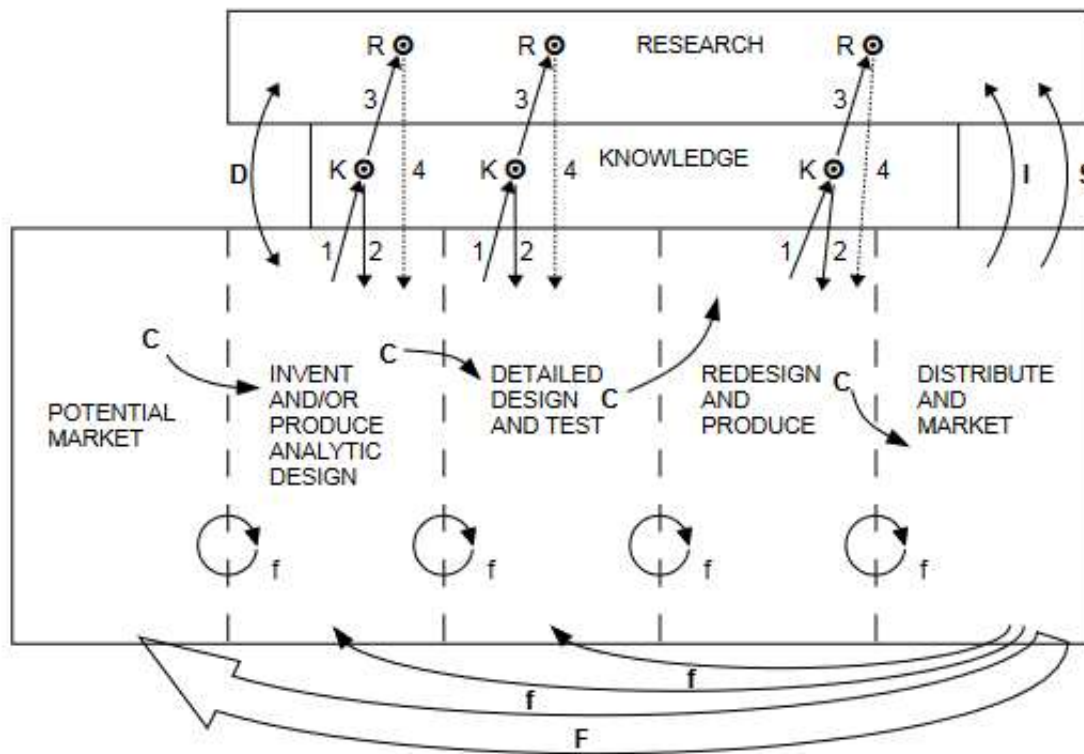 R
R
RESEARCH
R
3
3
3
D
K
4
K
4
KNOWLEDGE
K
4
I
S
1
2
1
2
1
2
C
C
C
C
POTENTIAL
MARKET
INVENT
AND/OR
PRODUCE
ANALYTIC
DESIGN
DETAILED
DESIGN
AND TEST
REDESIGN
AND
PRODUCE
DISTRIBUTE
AND
MARKET
f
f
f
f
f
f
F